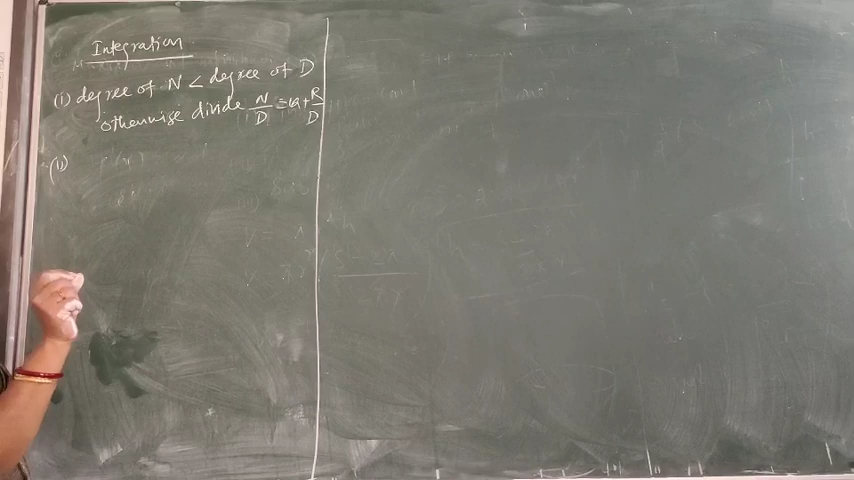 Integration
(i) degree of N < degree of D
otherwise divide N/D = Q + R/D
(ii)